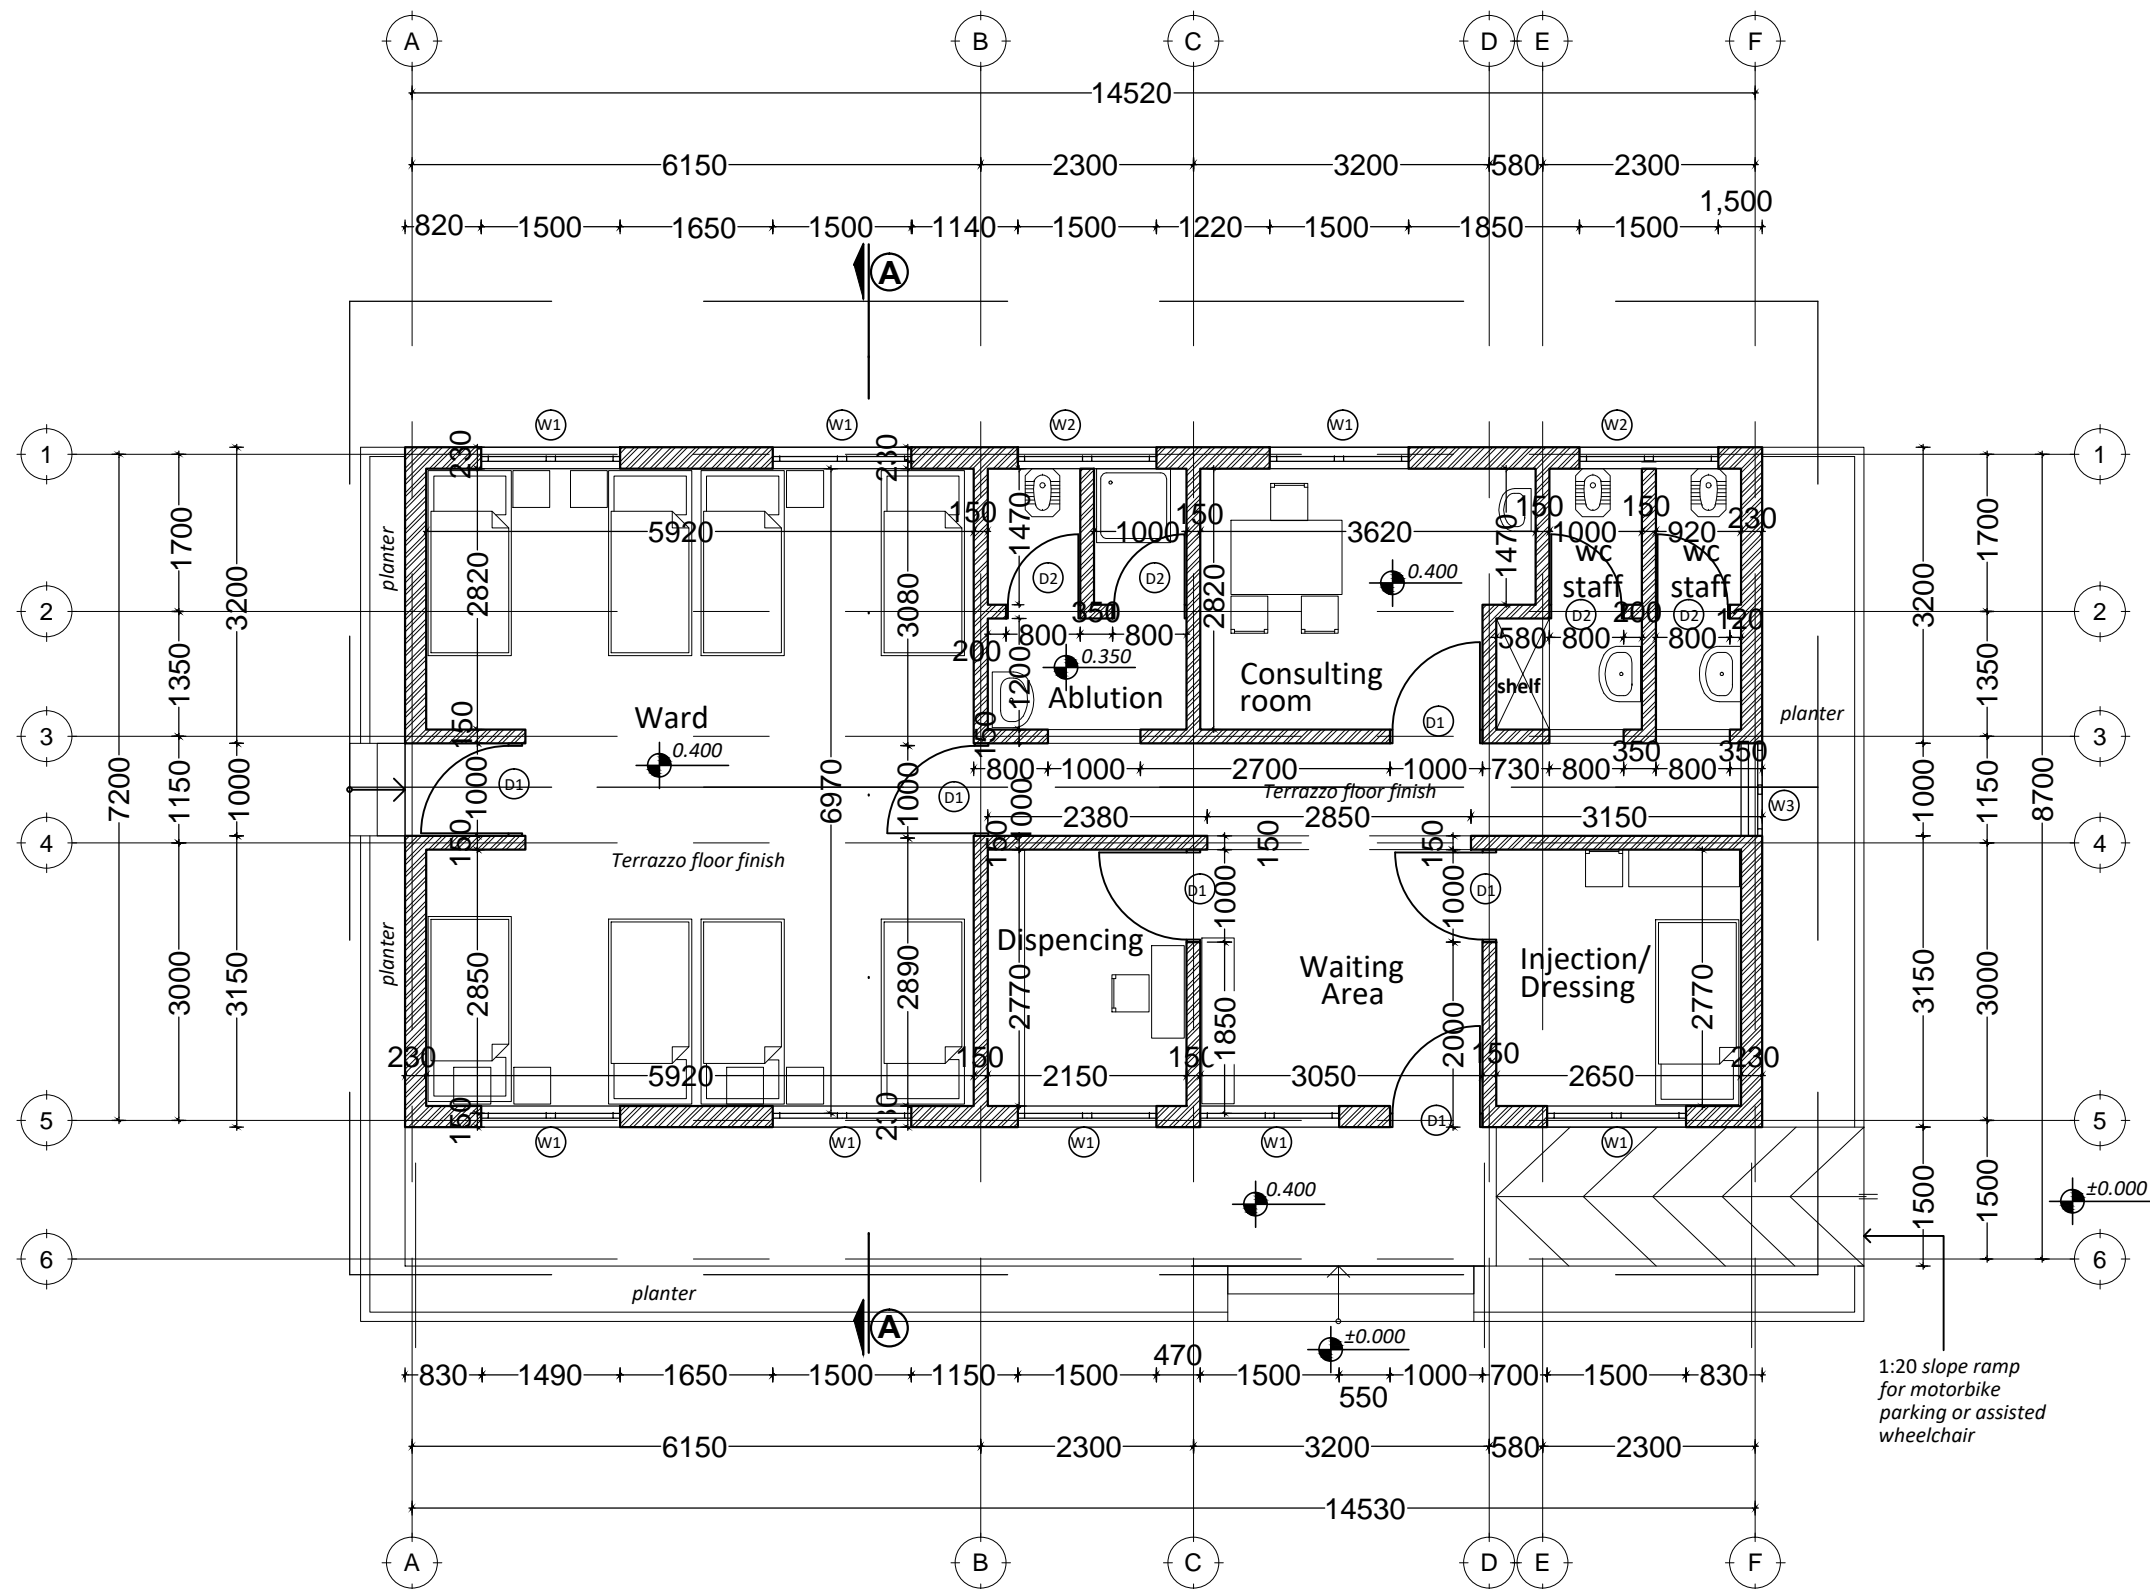 A B C D E F
14520
6150 2300 3200 580 2300
1,500
820 1500 1650 1500 1140 1500 1220 1500 1850 1500
A
W1 W1 W2 W1 W2
1 1
230 230
1700 3200 planter 5920 2820 3080 150 1470 1000 150 3620 1470 150 1000 150 920 230 3200 1700
wc wc
staff staff
D2 D2 0.400 2820
2 D2 D2 2
350 200 120
800 800 580 800 800
200 0.350 1200
1350 Ablution Consulting shelf 1350
room
Ward planter
3 150 150 D1 3
0.400 350 350
800 1000 2700 1000 730 800 800
7200 1150 1000 1000 D1 6970 1000 D1 1000 Terrazzo floor finish W3 1000 1150 8700
2380 2850 3150
4 150 150 150 150 4
Terrazzo floor finish
D1 1000 1000 D1
planter Dispencing
3000 3150 2850 2890 2770 Waiting Injection/ 2770 3150 3000
Area Dressing
1850 2000
230 150 150 150 230
5920 2150 3050 2650
5 150 230 D1 5
W1 W1 W1 W1 W1
0.400 1500 1500 ±0.000
6 6
planter
A ±0.000
470
830 1490 1650 1500 1150 1500 1500 1000 700 1500 830
550
1:20 slope ramp
for motorbike
parking or assisted
wheelchair
6150 2300 3200 580 2300
14530
A B C D E F